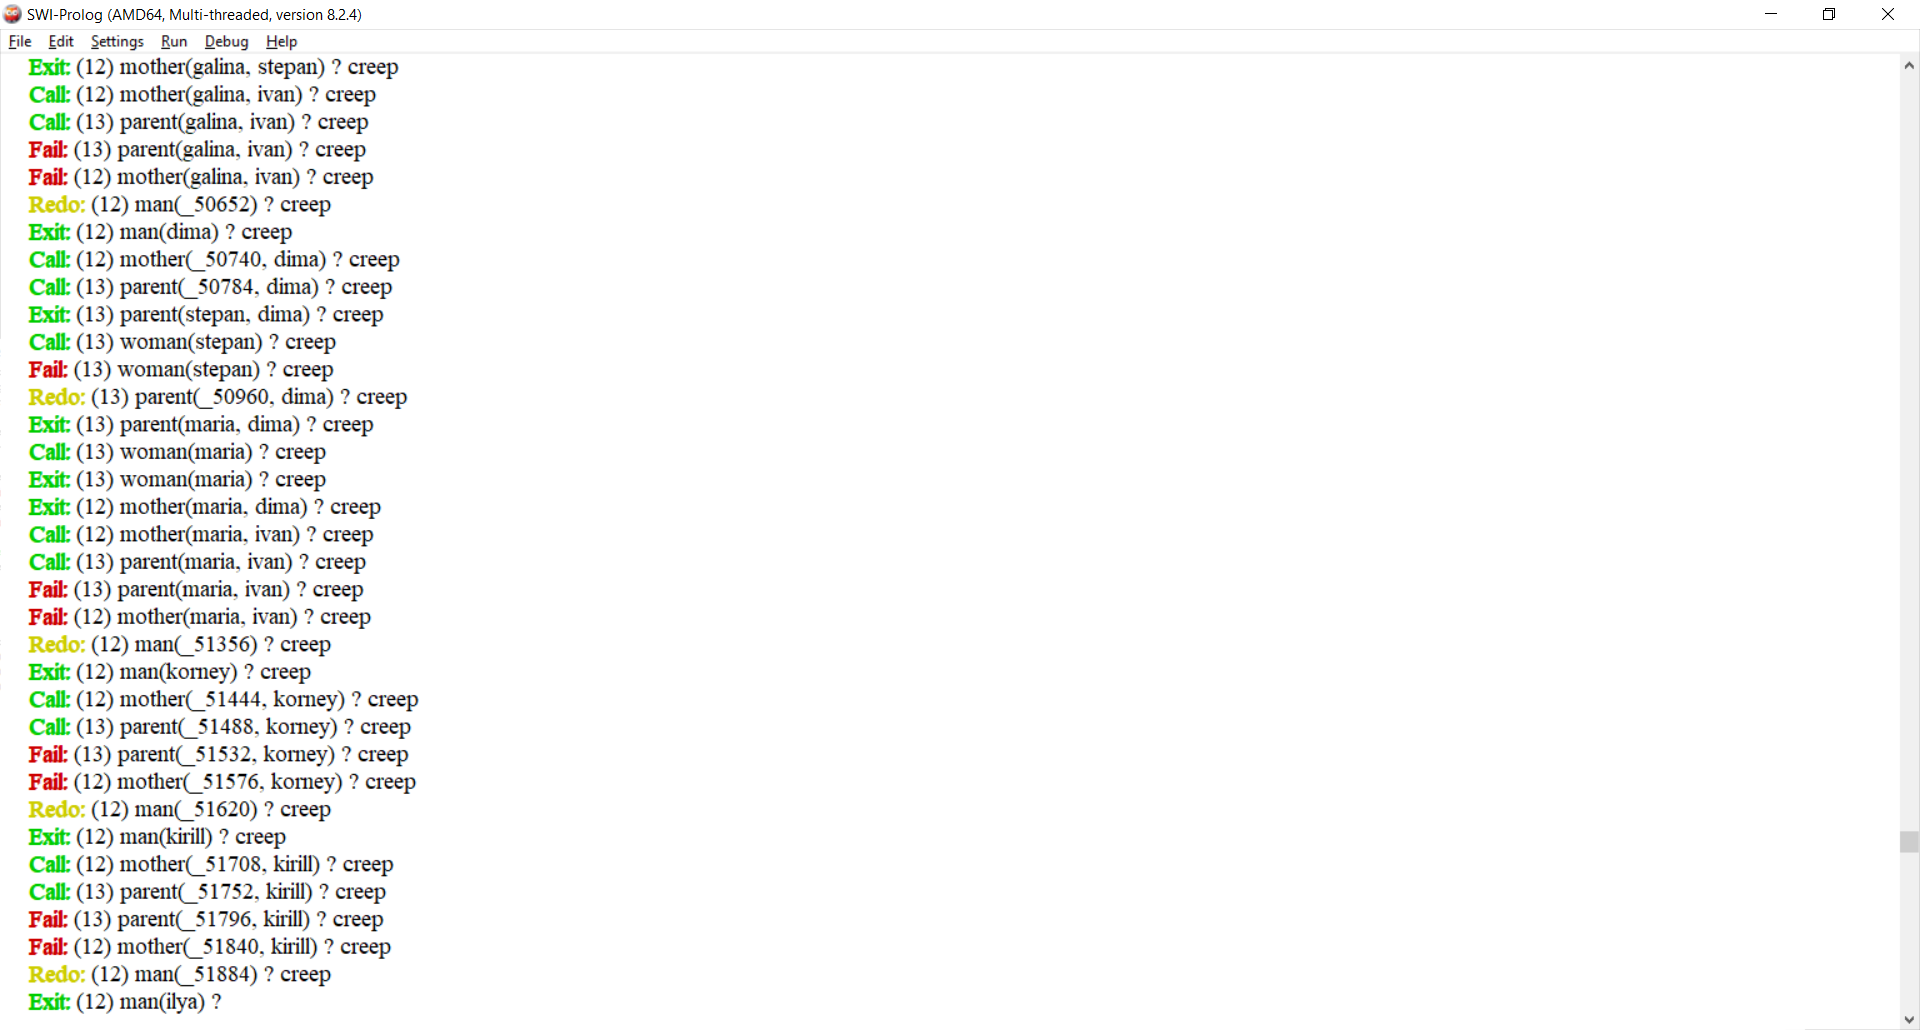 SWI-Prolog (AMD64, Multi-threaded, version 8.2.4)
File Edit Settings Run Debug Help
Exit: (12) mother(galina, stepan) ? creep
Call: (12) mother(galina, ivan) ? creep
Call: (13) parent(galina, ivan) ? creep
Fail: (13) parent(galina, ivan) ? creep
Fail: (12) mother(galina, ivan) ? creep
Redo: (12) man(_50652) ? creep
Exit: (12) man(dima) ? creep
Call: (12) mother(_50740, dima) ? creep
Call: (13) parent(_50784, dima) ? creep
Exit: (13) parent(stepan, dima) ? creep
Call: (13) woman(stepan) ? creep
Fail: (13) woman(stepan) ? creep
Redo: (13) parent(_50960, dima) ? creep
Exit: (13) parent(maria, dima) ? creep
Call: (13) woman(maria) ? creep
Exit: (13) woman(maria) ? creep
Exit: (12) mother(maria, dima) ? creep
Call: (12) mother(maria, ivan) ? creep
Call: (13) parent(maria, ivan) ? creep
Fail: (13) parent(maria, ivan) ? creep
Fail: (12) mother(maria, ivan) ? creep
Redo: (12) man(_51356) ? creep
Exit: (12) man(korney) ? creep
Call: (12) mother(_51444, korney) ? creep
Call: (13) parent(_51488, korney) ? creep
Fail: (13) parent(_51532, korney) ? creep
Fail: (12) mother(_51576, korney) ? creep
Redo: (12) man(_51620) ? creep
Exit: (12) man(kirill) ? creep
Call: (12) mother(_51708, kirill) ? creep
Call: (13) parent(_51752, kirill) ? creep
Fail: (13) parent(_51796, kirill) ? creep
Fail: (12) mother(_51840, kirill) ? creep
Redo: (12) man(_51884) ? creep
Exit: (12) man(ilya) ?